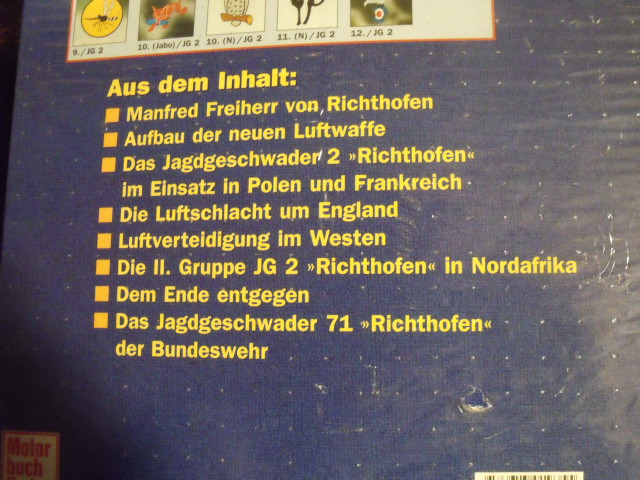 9./JG 2
10. (Jabo)/JG 2
10. (N)/JG 2
11. (N)/JG 2
12./JG 2
Aus dem Inhalt:
Manfred Freiherr von Richthofen
Aufbau der neuen Luftwaffe
Das Jagdgeschwader 2 »Richthofen«
im Einsatz in Polen und Frankreich
Die Luftschlacht um England
Luftverteidigung im Westen
Die II. Gruppe JG 2 »Richthofen« in Nordafrika
Dem Ende entgegen
Das Jagdgeschwader 71 »Richthofen«
der Bundeswehr
Motor
buch